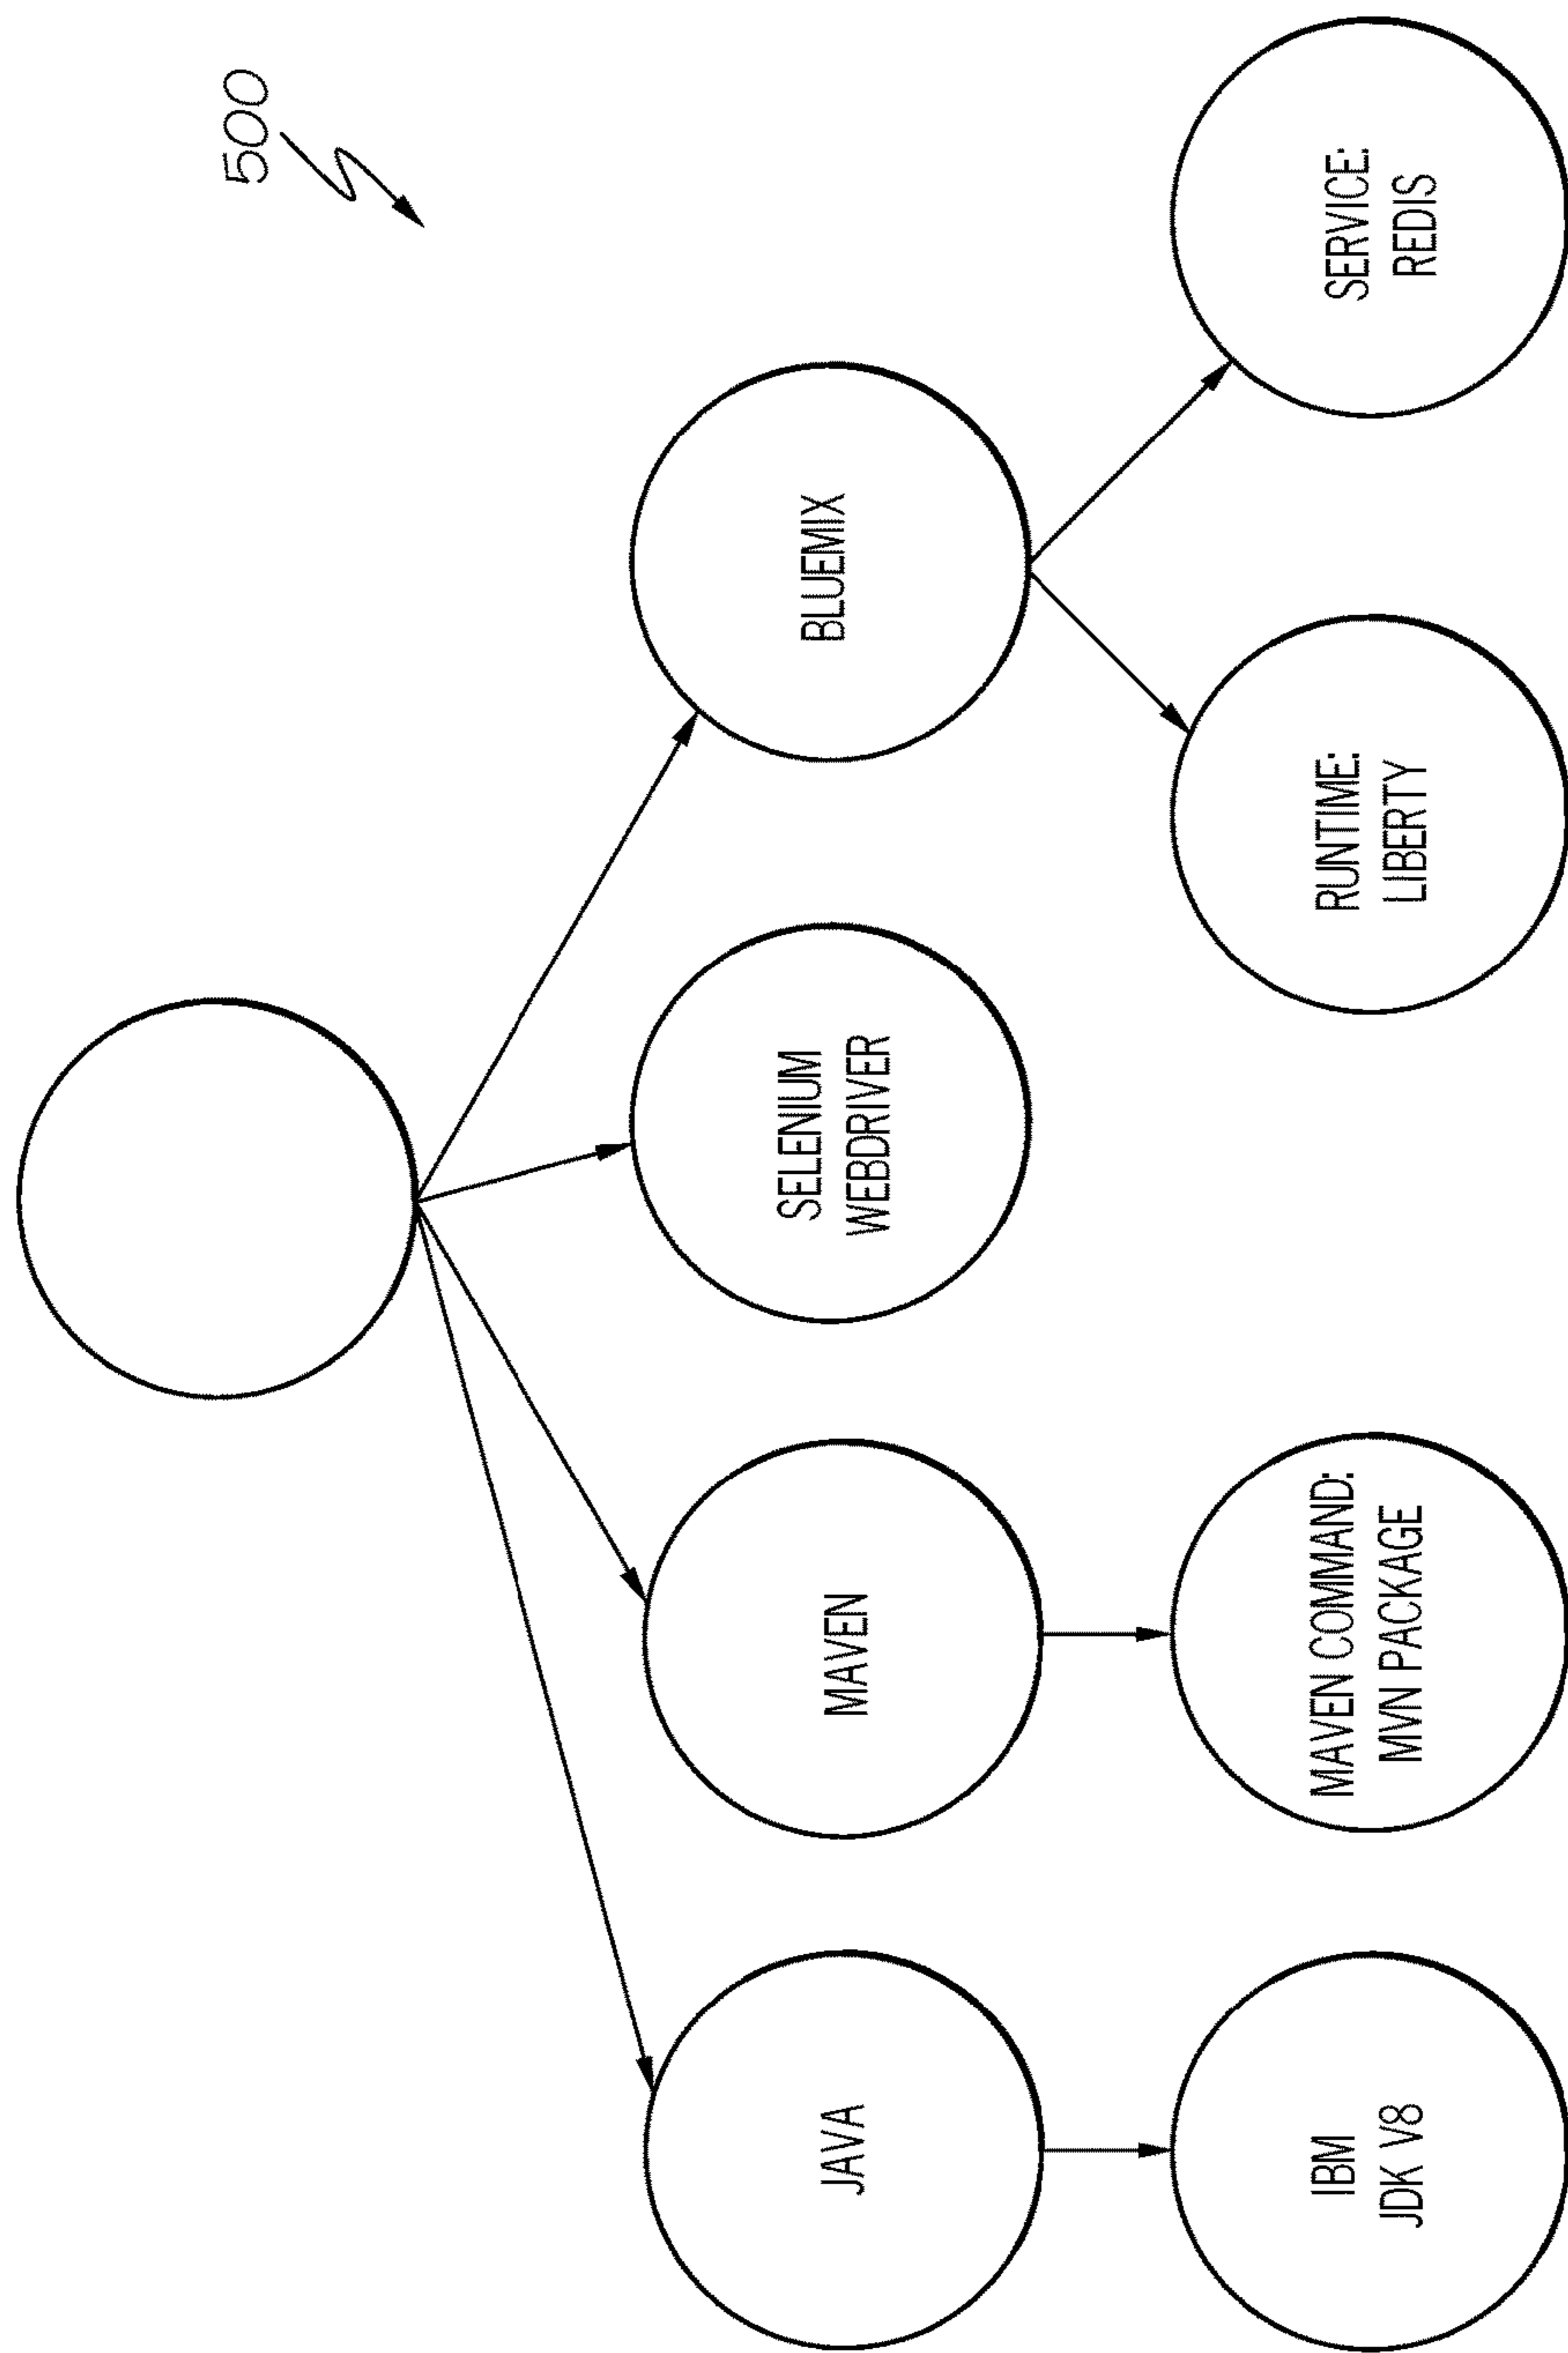 500
JAVA
MAVEN
SELENIUM
WEBDRIVER
BLUEMIX
IBM
JDK V8
MAVEN COMMAND:
MVN PACKAGE
RUNTIME:
LIBERTY
SERVICE:
REDIS